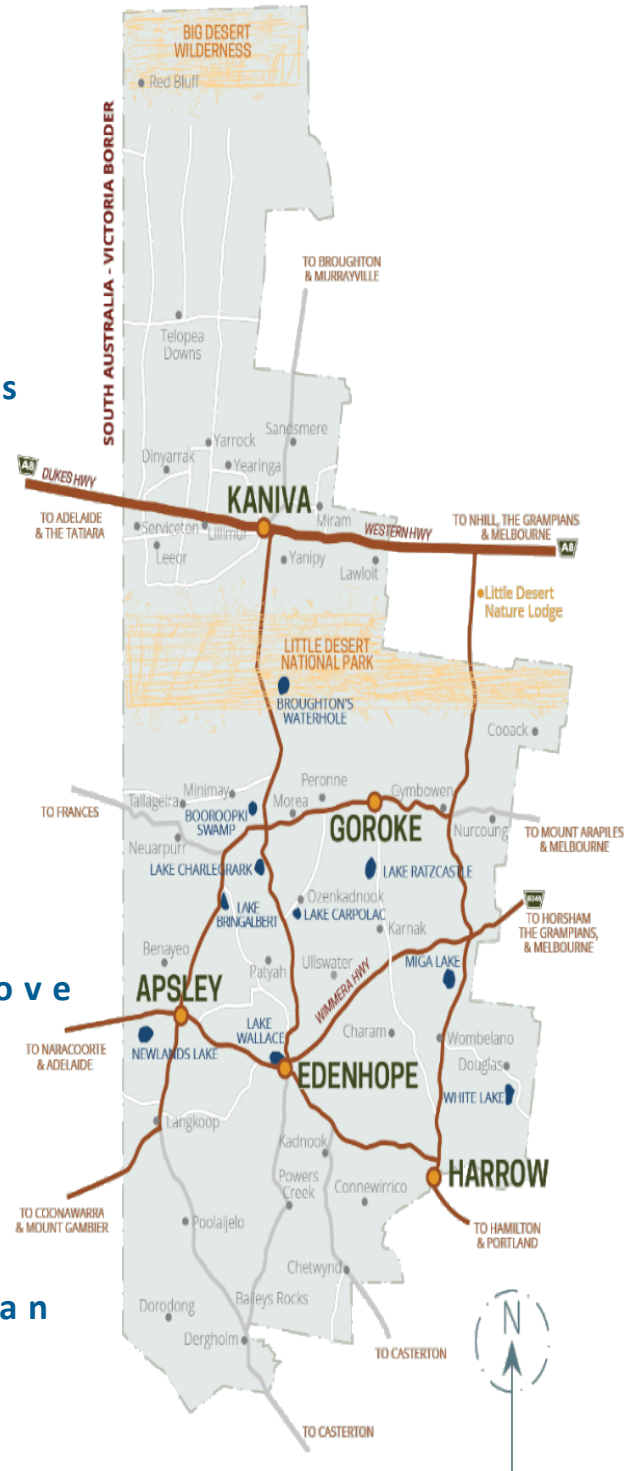 BIG DESERT
WILDERNESS
Red Bluff
SOUTH AUSTRALIA - VICTORIA BORDER
TO BROUGHTON
& MURRAYVILLE
Telopea
Downs
s
Sandsmere
Yarrock
Dinyarrak
Yearinga
A8
DUKES HWY
KANIVA
TO ADELAIDE
& THE TATIARA
Serviceton
Lillimur
Miram
WESTERN HWY
TO NHILL, THE GRAMPIANS
& MELBOURNE
A8
Leeor
Yanipy
Lawloit
Little Desert
Nature Lodge
LITTLE DESERT
NATIONAL PARK
BROUGHTON'S
WATERHOLE
Cooack
Peronne
Minimay
Gymbowen
Tallageira
Morea
TO FRANCES
BOOROOPKI
SWAMP
GOROKE
Nurcoung
TO MOUNT ARAPILES
& MELBOURNE
Neuarpurr
LAKE CHARLEGRARK
LAKE RATZCASTLE
Ozenkadnook
LAKE
BRINGALBERT
LAKE CARPOLAC
Karnak
TO HORSHAM
THE GRAMPIANS,
& MELBOURNE
Benayeo
Patyah
Ullswater
MIGA LAKE
APSLEY
ove
WIMMERA HWY
LAKE
WALLACE
Charam
Wombelano
TO NARACOORTE
& ADELAIDE
NEWLANDS LAKE
EDENHOPE
Douglas
WHITE LAKE
Langkoop
Kadnook
HARROW
Powers
Creek
Connewirrico
TO COONAWARRA
& MOUNT GAMBIER
Poolaijelo
TO HAMILTON
& PORTLAND
Chetwynd
Baileys Rocks
Dorodong
an
N
Dergholm
TO CASTERTON
TO CASTERTON